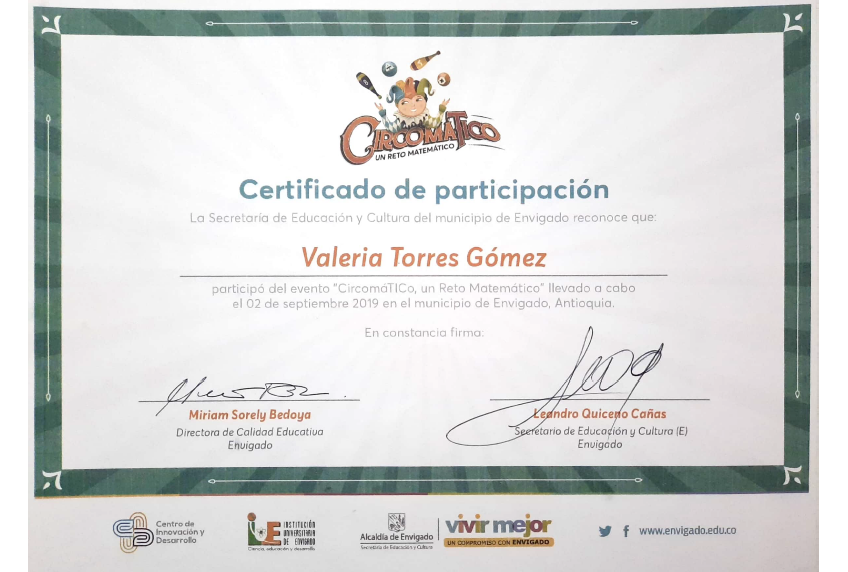 CIRCOMATICO
UN RETO MATEMÁTICO
Certificado de participación
La Secretaría de Educación y Cultura del municipio de Envigado reconoce que:
Valeria Torres Gómez
participó del evento "CircomáTICo, un Reto Matemático" llevado a cabo
el 02 de septiembre 2019 en el municipio de Envigado, Antioquia.
En constancia firma:
Miriam Sorely Bedoya
Directora de Calidad Educativa
Envigado
Leandro Quiceno Cañas
Secretario de Educación y Cultura (E)
Envigado
Centro de
Innovación y
Desarrollo
IUE
INSTITUCIÓN
UNIVERSITARIA
DE ENVIGADO
Ciencia, educación y desarrollo
Alcaldía de Envigado
Secretaría de Educación y Cultura
vivir mejor
UN COMPROMISO CON ENVIGADO
www.envigado.edu.co